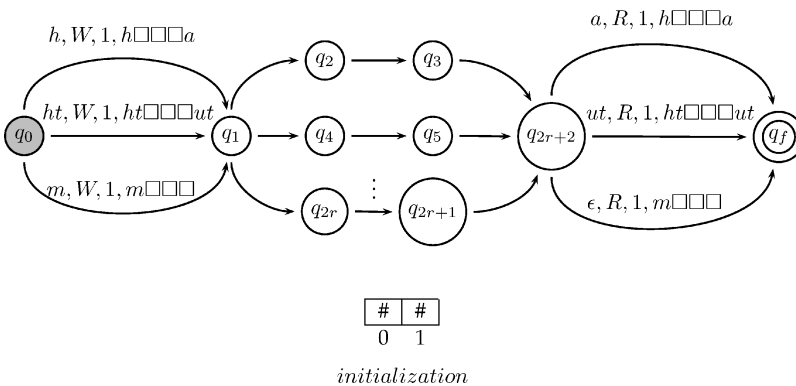 h, W, 1, h□□□a
a, R, 1, h□□□a
q2
q3
ht, W, 1, ht□□□ut
ut, R, 1, ht□□□ut
q0
q1
q4
q5
q2r+2
qf
m, W, 1, m□□□
⋮
ϵ, R, 1, m□□□
q2r
q2r+1
# #
0 1
initialization